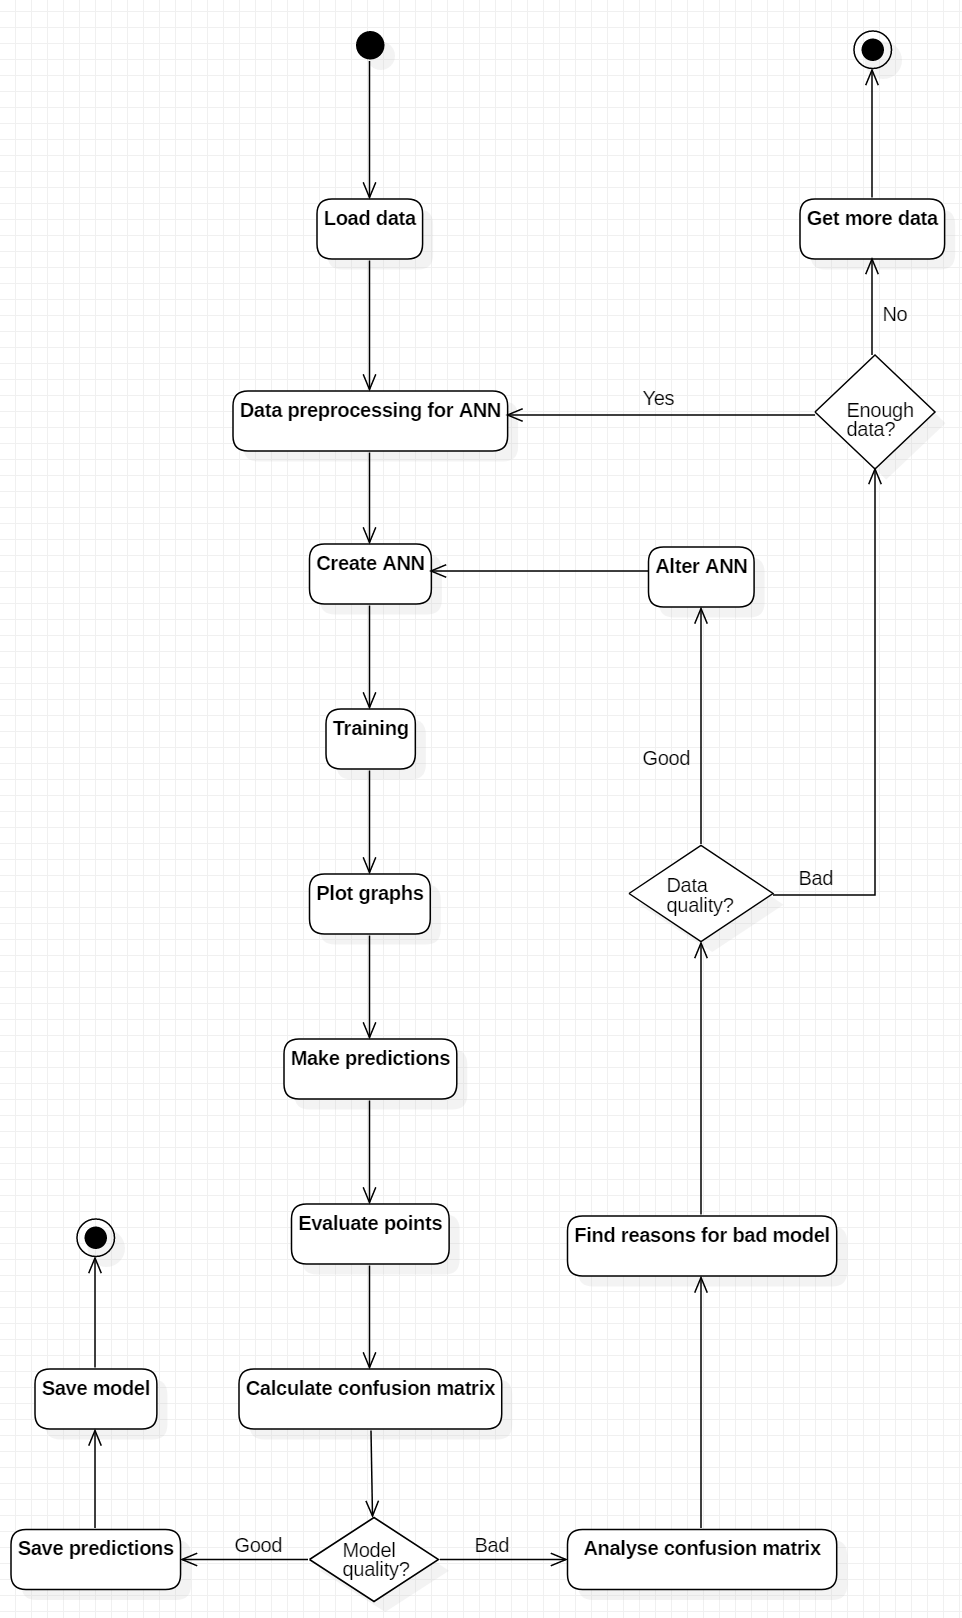 Load data
Get more data
No
Data preprocessing for ANN
Yes
Enough
data?
Create ANN
Alter ANN
Training
Good
Plot graphs
Data
quality?
Bad
Make predictions
Evaluate points
Find reasons for bad model
Save model
Calculate confusion matrix
Save predictions
Good
Model
quality?
Bad
Analyse confusion matrix